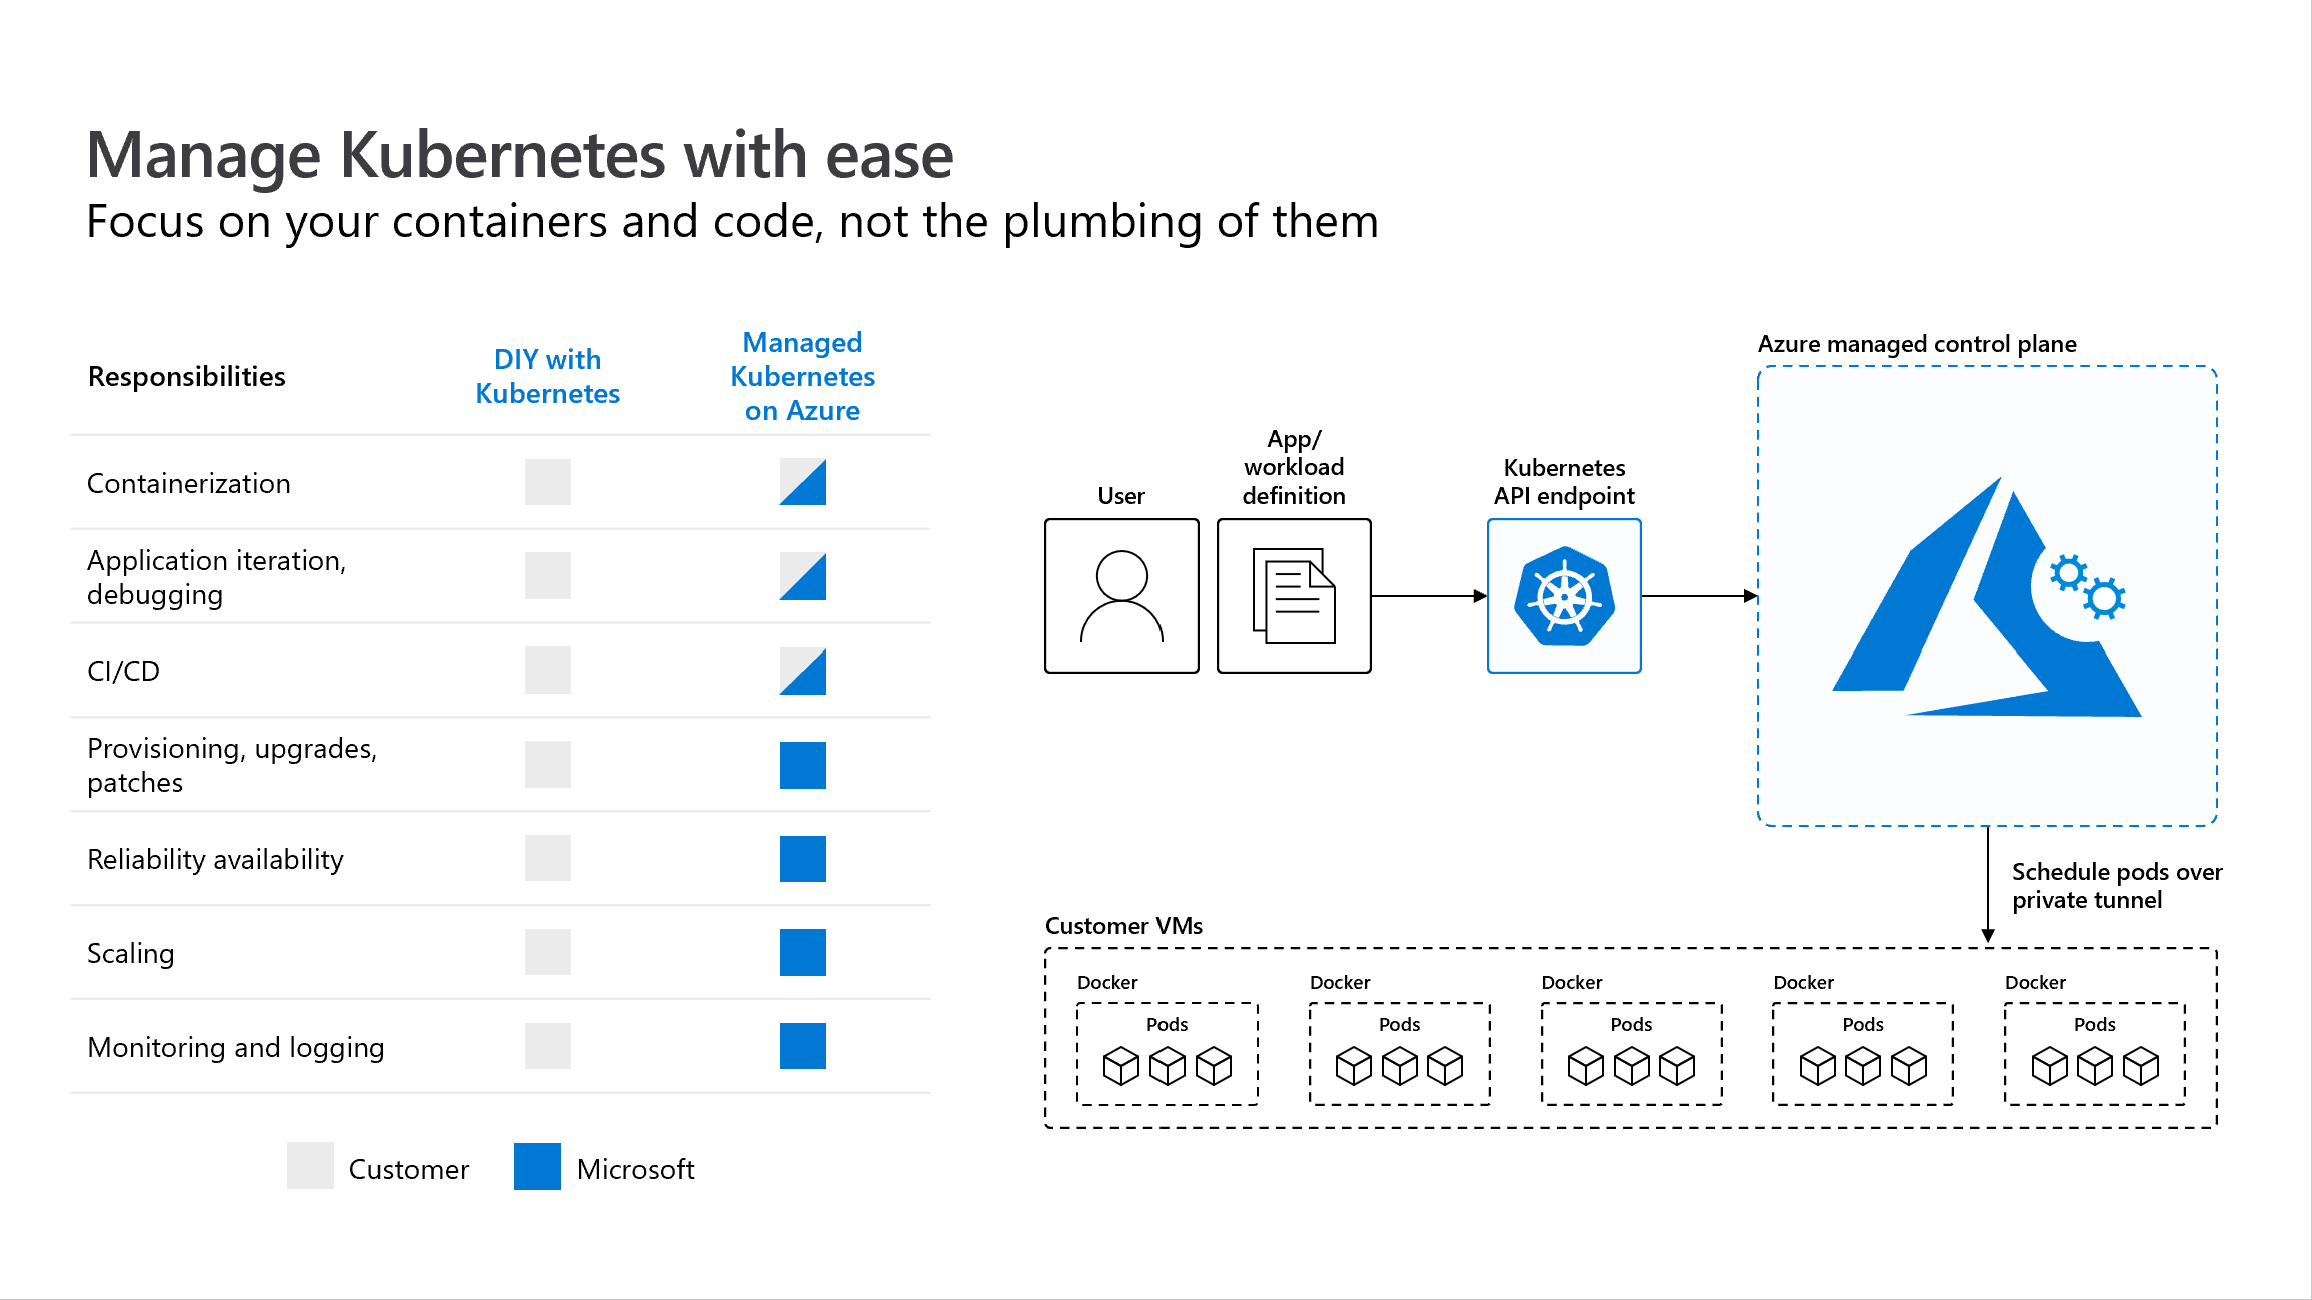 Manage Kubernetes with ease
Focus on your containers and code, not the plumbing of them
Responsibilities
DIY with
Kubernetes
Managed
Kubernetes
on Azure
Containerization
Application iteration,
debugging
CI/CD
Provisioning, upgrades,
patches
Reliability availability
Scaling
Monitoring and logging
Customer
Microsoft
User
App/
workload
definition
Kubernetes
API endpoint
Azure managed control plane
Schedule pods over
private tunnel
Customer VMs
Docker
Pods
Docker
Pods
Docker
Pods
Docker
Pods
Docker
Pods